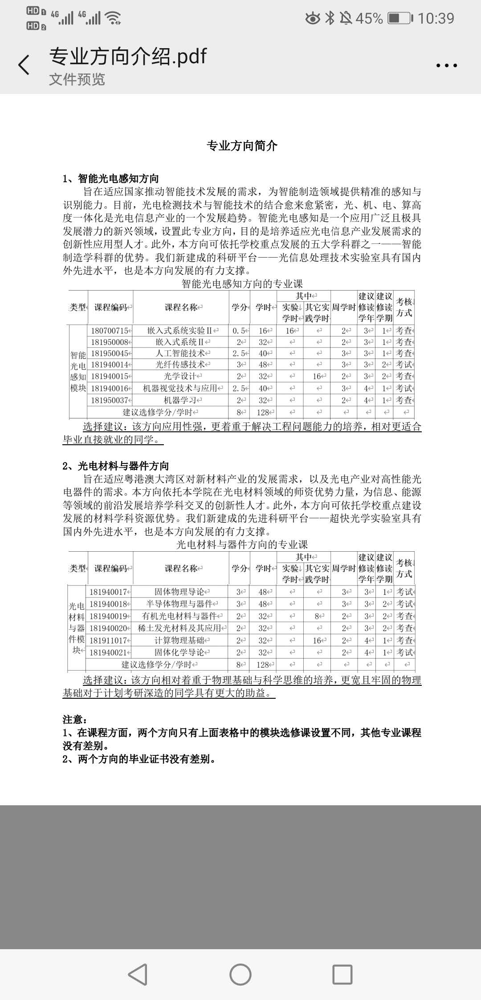 HD 1 4G 4G 45% 10:39
HD 2
专业方向介绍.pdf
文件预览
专业方向简介
1、智能光电感知方向
旨在适应国家推动智能技术发展的需求，为智能制造领域提供精准的感知与
识别能力。目前，光电检测技术与智能技术的结合愈来愈紧密，光、机、电、算高
度一体化是光电信息产业的一个发展趋势。智能光电感知是一个应用广泛且极具
发展潜力的新兴领域，设置此专业方向，目的是培养适应光电信息产业发展需求的
创新性应用型人才。此外，本方向可依托学校重点发展的五大学科群之一——智能
制造学科群的优势。我们新建成的科研平台——光信息处理技术实验室具有国内
外先进水平，也是本方向发展的有力支撑。
智能光电感知方向的专业课
类型 课程编码 课程名称 学分 学时 其中 实验学时 其它实践学时 周学时 建议修读学年 建议修读学期 考核方式
智能光电感知模块
180700715 嵌入式系统实验Ⅱ 0.5 16 16 2 3 1 考查
181950008 嵌入式系统Ⅱ 2 32 2 3 1 考查
181950045 人工智能技术 2.5 40 3 3 1 考查
181940014 光纤传感技术 3 48 3 3 2 考试
181940015 光学设计 2 32 16 2 3 2 考查
181940016 机器视觉技术与应用 2.5 40 3 4 1 考试
181950037 机器学习 2 32 2 4 1 考查
建议选修学分/学时 8 128
选择建议：该方向应用性强，更着重于解决工程问题能力的培养，相对更适合
毕业直接就业的同学。
2、光电材料与器件方向
旨在适应粤港澳大湾区对新材料产业的发展需求，以及光电产业对高性能光
电器件的需求。本方向依托本学院在光电材料领域的师资优势力量，为信息、能源
等领域的前沿发展培养学科交叉的创新性人才。此外，本方向可依托学校重点建设
发展的材料学科资源优势。我们新建成的先进科研平台——超快光学实验室具有
国内外先进水平，也是本方向发展的有力支撑。
光电材料与器件方向的专业课
类型 课程编码 课程名称 学分 学时 其中 实验学时 其它实践学时 周学时 建议修读学年 建议修读学期 考核方式
光电材料与器件模块
181940017 固体物理导论 3 48 3 3 1 考试
181940018 半导体物理与器件 3 48 3 3 2 考试
181940019 有机光电材料与器件 2 32 8 2 3 2 考查
181940020 稀土发光材料及其应用 2 32 2 3 2 考查
181911017 计算物理基础 2 32 16 2 4 1 考查
181940021 固体化学导论 2 32 2 4 1 考试
建议选修学分/学时 8 128
选择建议：该方向相对着重于物理基础与科学思维的培养，更宽且牢固的物理
基础对于计划考研深造的同学具有更大的助益。
注意：
1、在课程方面，两个方向只有上面表格中的模块选修课设置不同，其他专业课程
没有差别。
2、两个方向的毕业证书没有差别。